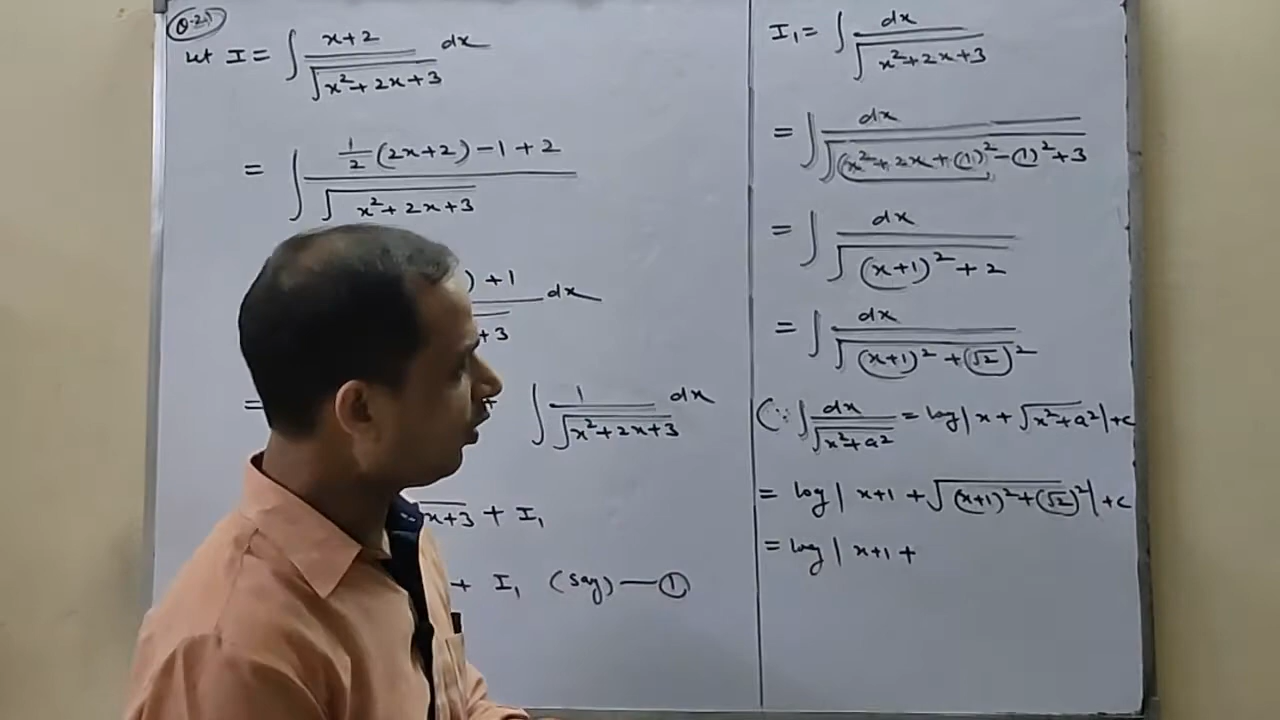 Q-21
Let I = ∫ x+2 / √x²+2x+3 dx
= ∫ ½(2x+2)-1+2 / √x²+2x+3
)+1 / +3 dx
= + ∫ 1 / √x²+2x+3 dx
x+3 + I₁
+ I₁ (say) — ①
I₁ = ∫ dx / √x²+2x+3
= ∫ dx / √(x²+2x+(1)²-(1)²+3
= ∫ dx / √(x+1)²+2
= ∫ dx / √(x+1)²+(√2)²
(∵ ∫ dx / √x²+a² = log|x+√x²+a²|+c
= log|x+1+√(x+1)²+(√2)²|+c
= log|x+1+